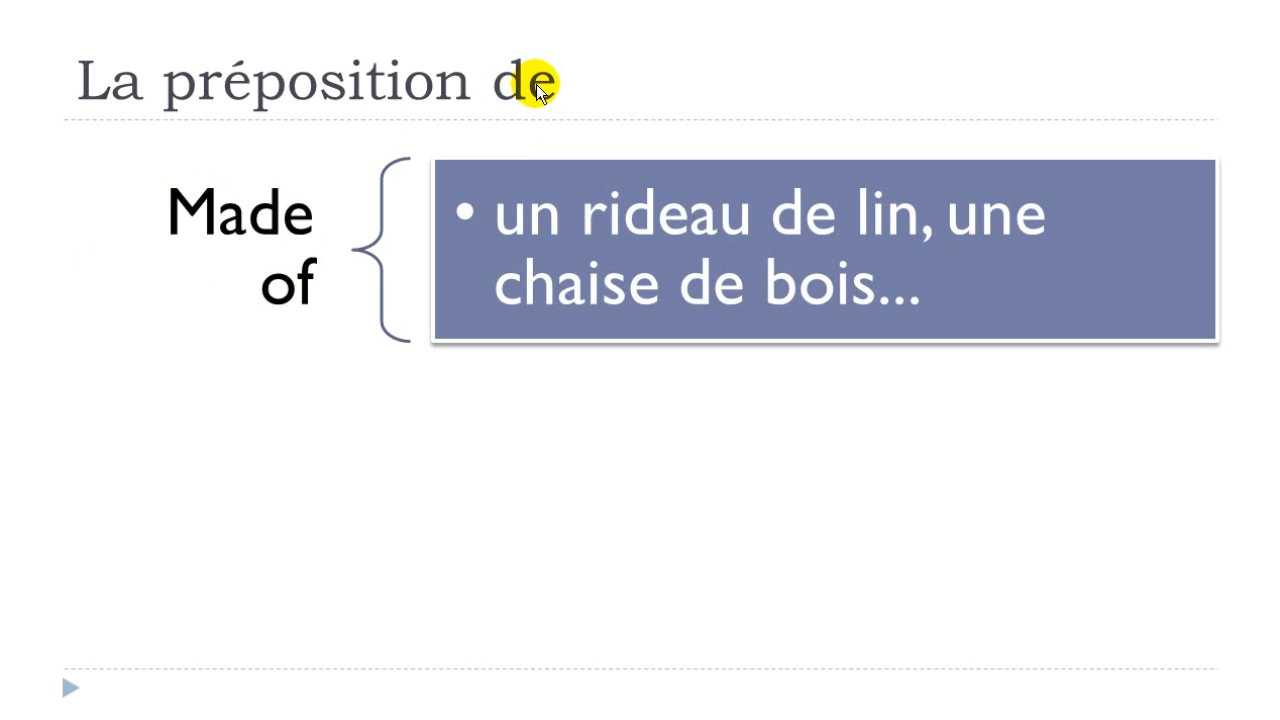 La préposition de
Made
of
• un rideau de lin, une
chaise de bois...